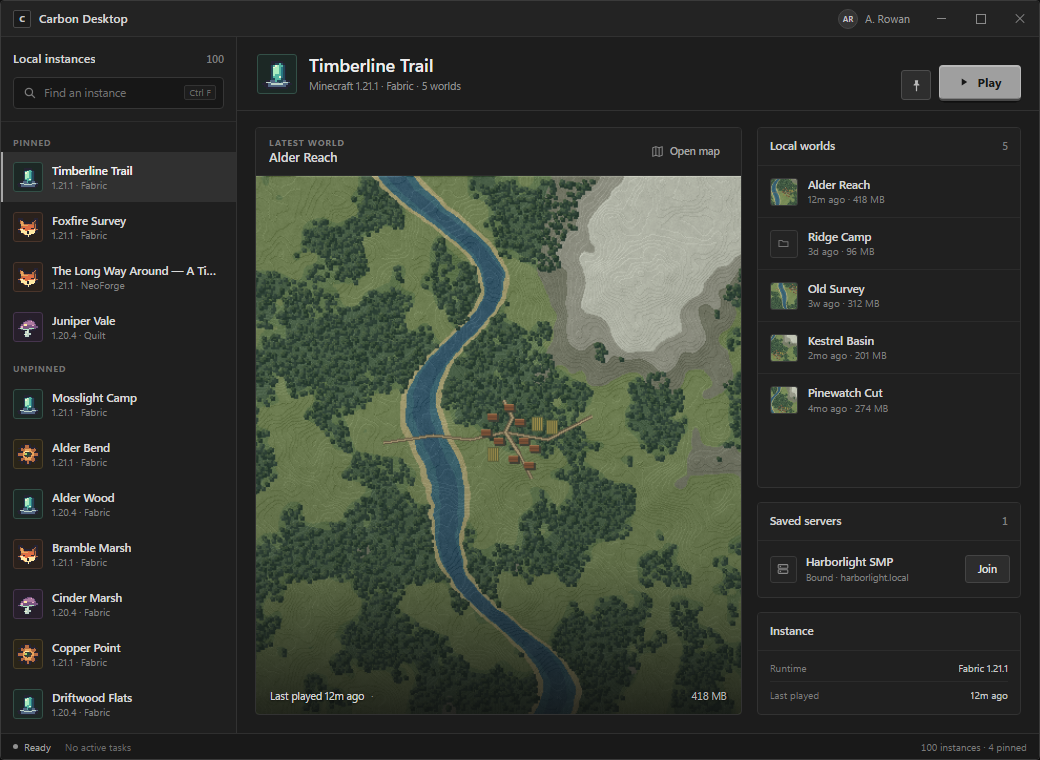 C Carbon Desktop
AR A. Rowan
Local instances 100
Find an instance Ctrl F
PINNED
Timberline Trail
1.21.1 · Fabric
Foxfire Survey
1.21.1 · Fabric
The Long Way Around — A Ti...
1.21.1 · NeoForge
Juniper Vale
1.20.4 · Quilt
UNPINNED
Mosslight Camp
1.21.1 · Fabric
Alder Bend
1.21.1 · Fabric
Alder Wood
1.20.4 · Fabric
Bramble Marsh
1.21.1 · Fabric
Cinder Marsh
1.20.4 · Fabric
Copper Point
1.21.1 · Fabric
Driftwood Flats
1.20.4 · Fabric
Timberline Trail
Minecraft 1.21.1 · Fabric · 5 worlds
Play
LATEST WORLD
Alder Reach
Open map
Last played 12m ago ·
418 MB
Local worlds 5
Alder Reach
12m ago · 418 MB
Ridge Camp
3d ago · 96 MB
Old Survey
3w ago · 312 MB
Kestrel Basin
2mo ago · 201 MB
Pinewatch Cut
4mo ago · 274 MB
Saved servers 1
Harborlight SMP
Bound · harborlight.local
Join
Instance
Runtime Fabric 1.21.1
Last played 12m ago
Ready No active tasks
100 instances · 4 pinned